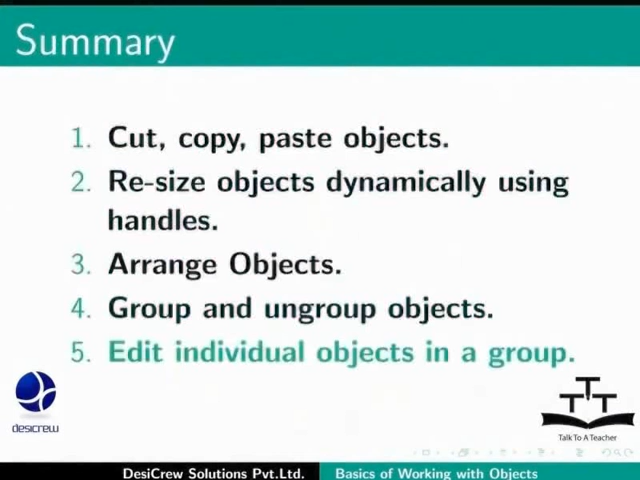 Summary
1. Cut, copy, paste objects.
2. Re-size objects dynamically using
handles.
3. Arrange Objects.
4. Group and ungroup objects.
5. Edit individual objects in a group.
desicrew
TTT
Talk To A Teacher
DesiCrew Solutions Pvt.Ltd. Basics of Working with Objects